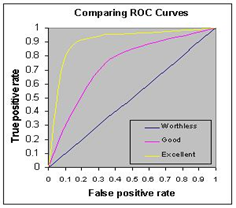 Comparing ROC Curves
True positive rate
1
0.9
0.8
0.7
0.6
0.5
0.4
0.3
0.2
0.1
0
Worthless
Good
Excellent
0 0.1 0.2 0.3 0.4 0.5 0.6 0.7 0.8 0.9 1
False positive rate